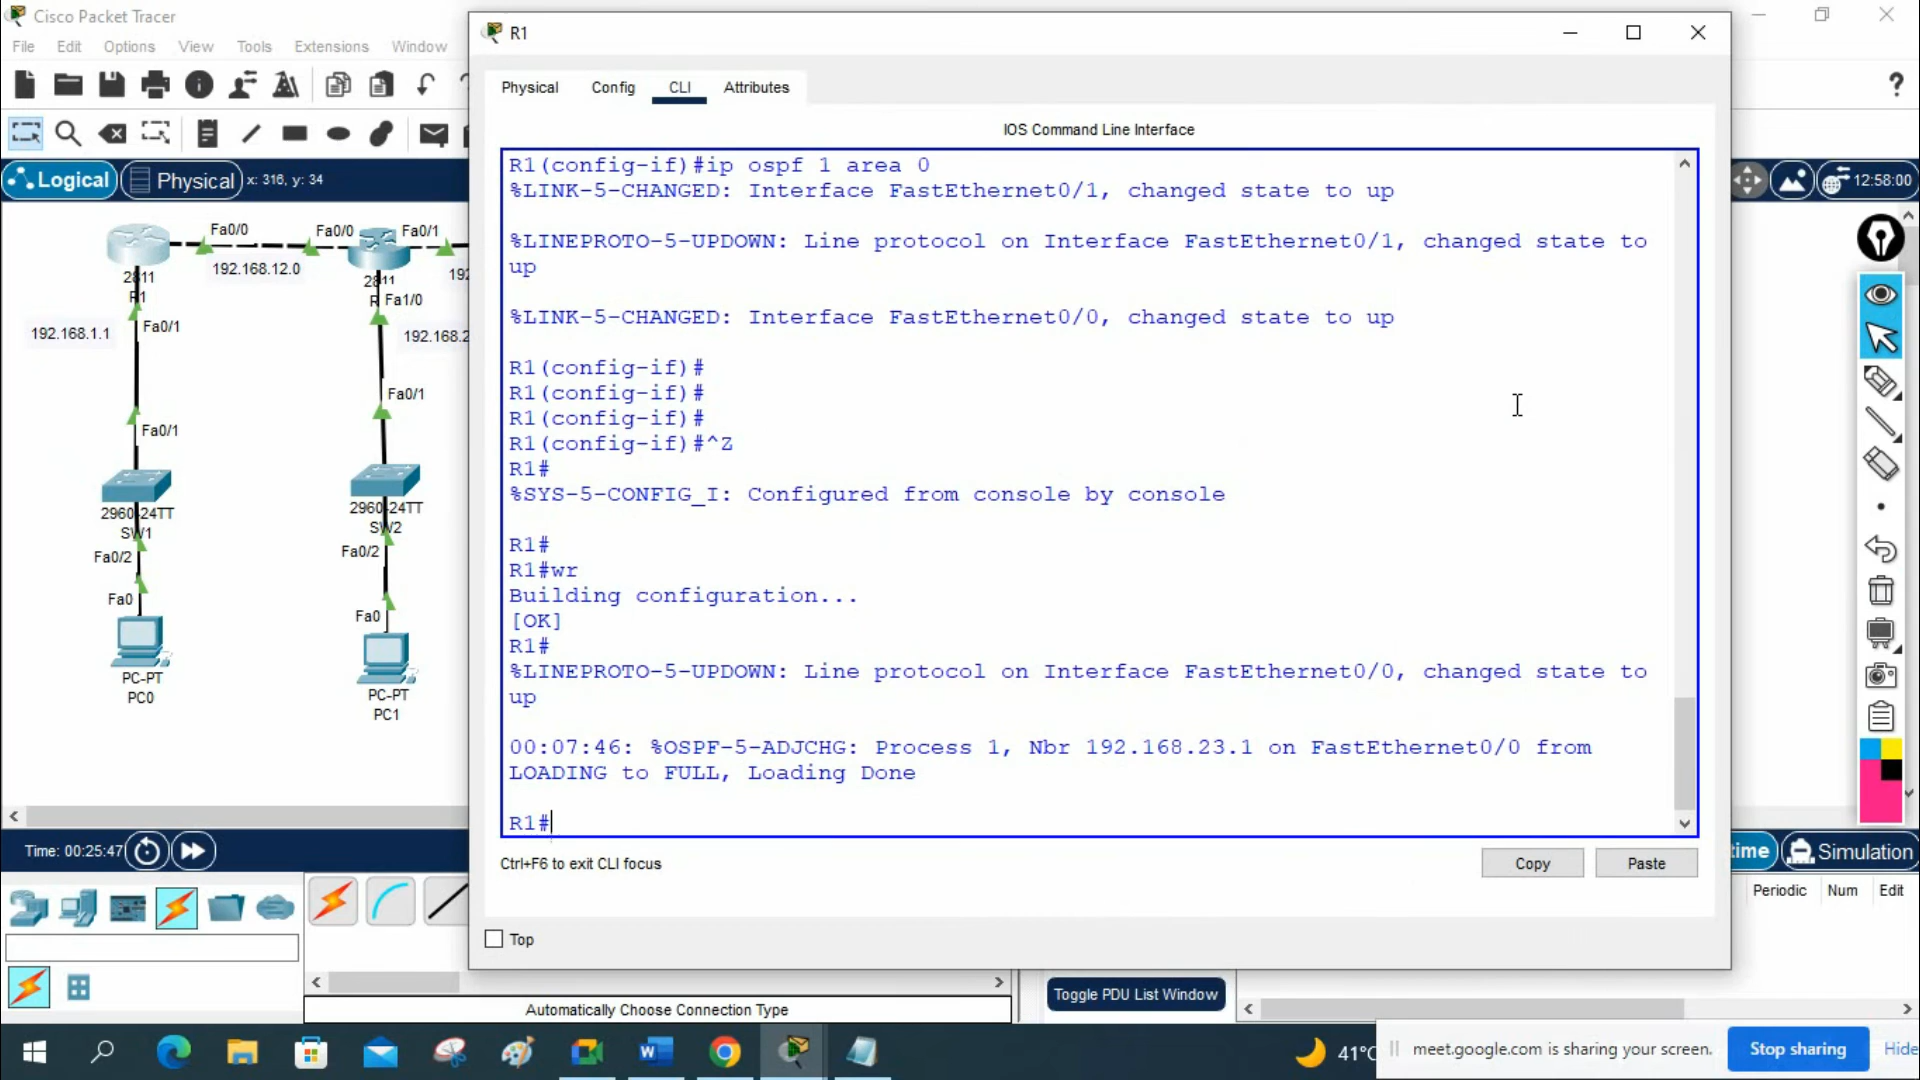 Cisco Packet Tracer
File Edit Options View Tools Extensions Window
R1
Physical Config CLI Attributes
IOS Command Line Interface
R1(config-if)#ip ospf 1 area 0
%LINK-5-CHANGED: Interface FastEthernet0/1, changed state to up
%LINEPROTO-5-UPDOWN: Line protocol on Interface FastEthernet0/1, changed state to
up
%LINK-5-CHANGED: Interface FastEthernet0/0, changed state to up
R1(config-if)#
R1(config-if)#
R1(config-if)#
R1(config-if)#^Z
R1#
%SYS-5-CONFIG_I: Configured from console by console
R1#
R1#wr
Building configuration...
[OK]
R1#
%LINEPROTO-5-UPDOWN: Line protocol on Interface FastEthernet0/0, changed state to
up
00:07:46: %OSPF-5-ADJCHG: Process 1, Nbr 192.168.23.1 on FastEthernet0/0 from
LOADING to FULL, Loading Done
R1#
Ctrl+F6 to exit CLI focus
Copy Paste
Top
Logical Physical x: 316, y: 34
12:58:00
Fa0/0 Fa0/0 Fa0/1
192.168.12.0
2811
R1
2811
R Fa1/0
192.168.1.1
Fa0/1
192.168.2
Fa0/1
Fa0/1
2960-24TT
SW1
2960-24TT
SW2
Fa0/2
Fa0/2
Fa0
Fa0
PC-PT
PC0
PC-PT
PC1
Time: 00:25:47
Simulation
Periodic Num Edit
Toggle PDU List Window
Automatically Choose Connection Type
41°C
meet.google.com is sharing your screen.
Stop sharing
Hide